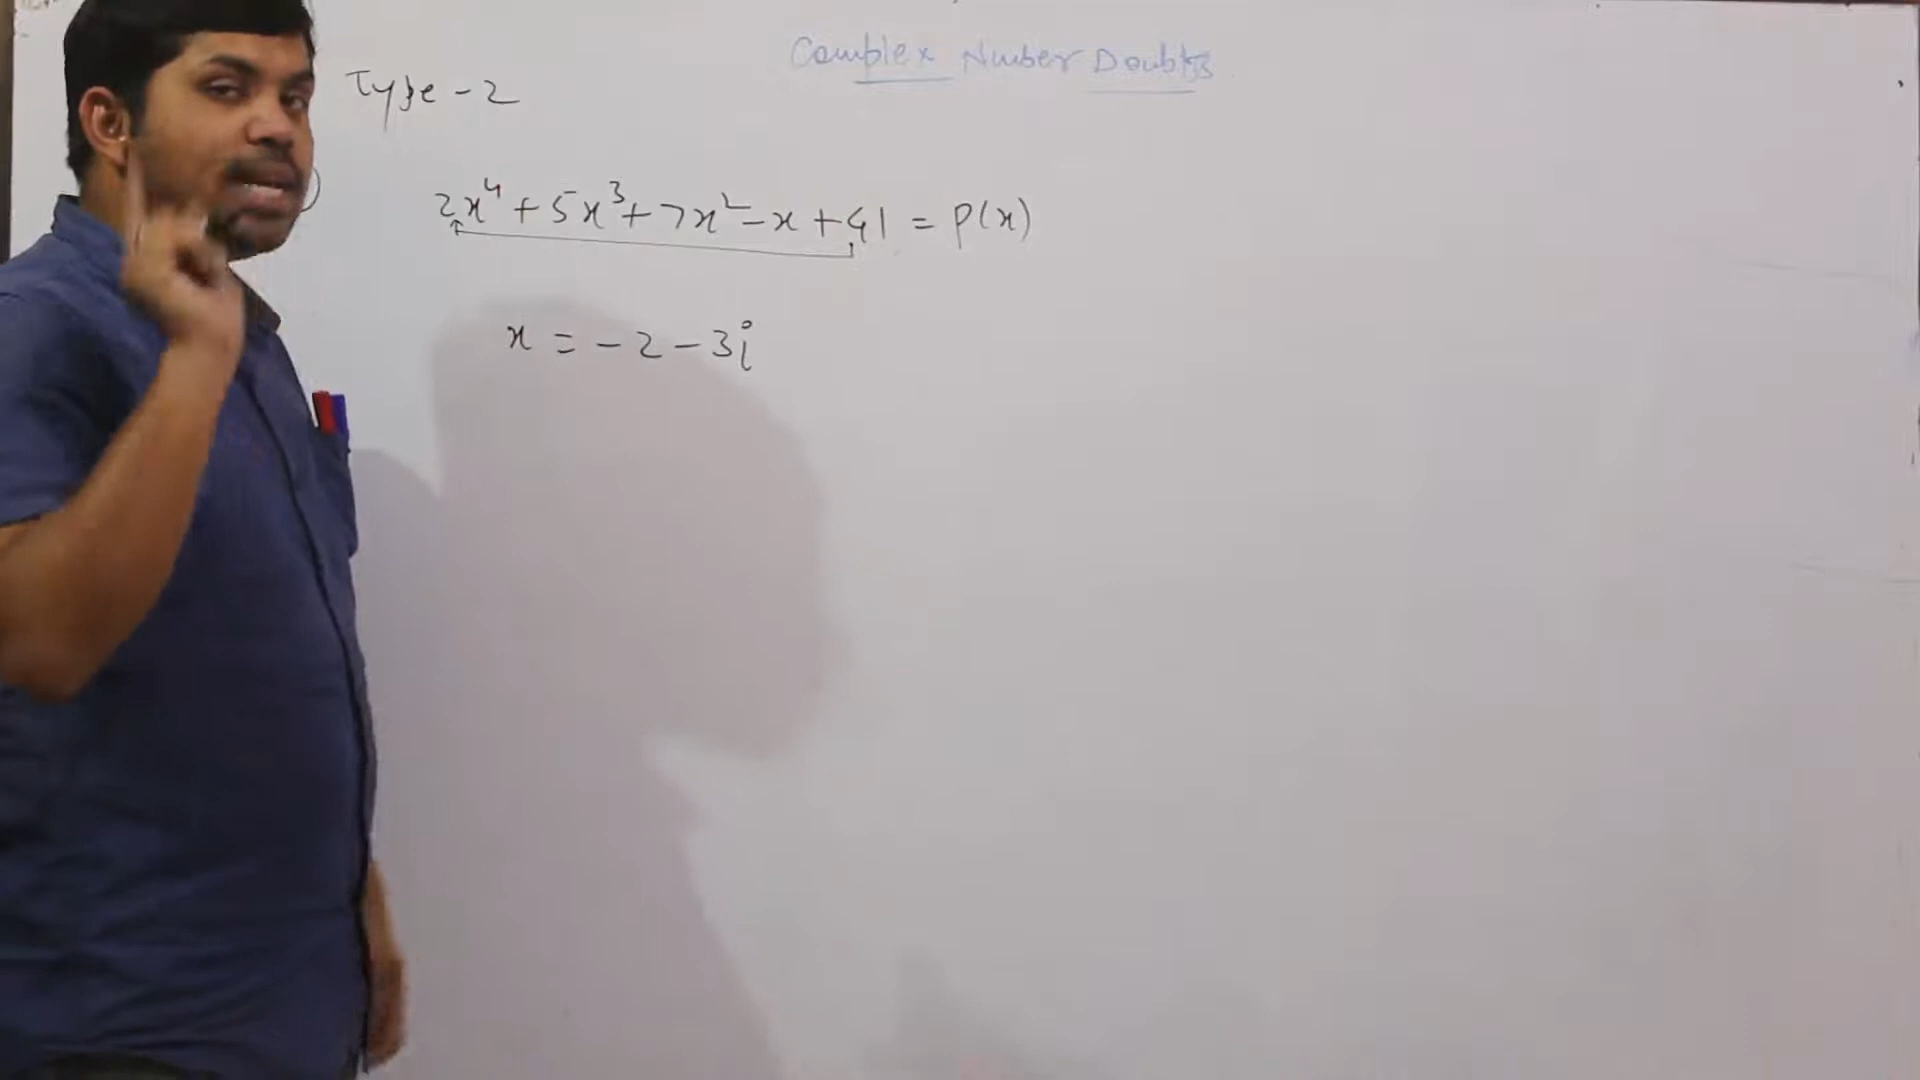 Complex Number Doubts
Type - 2
2x⁴ + 5x³ + 7x² - x + 41 = p(x)
x = -2 - 3i